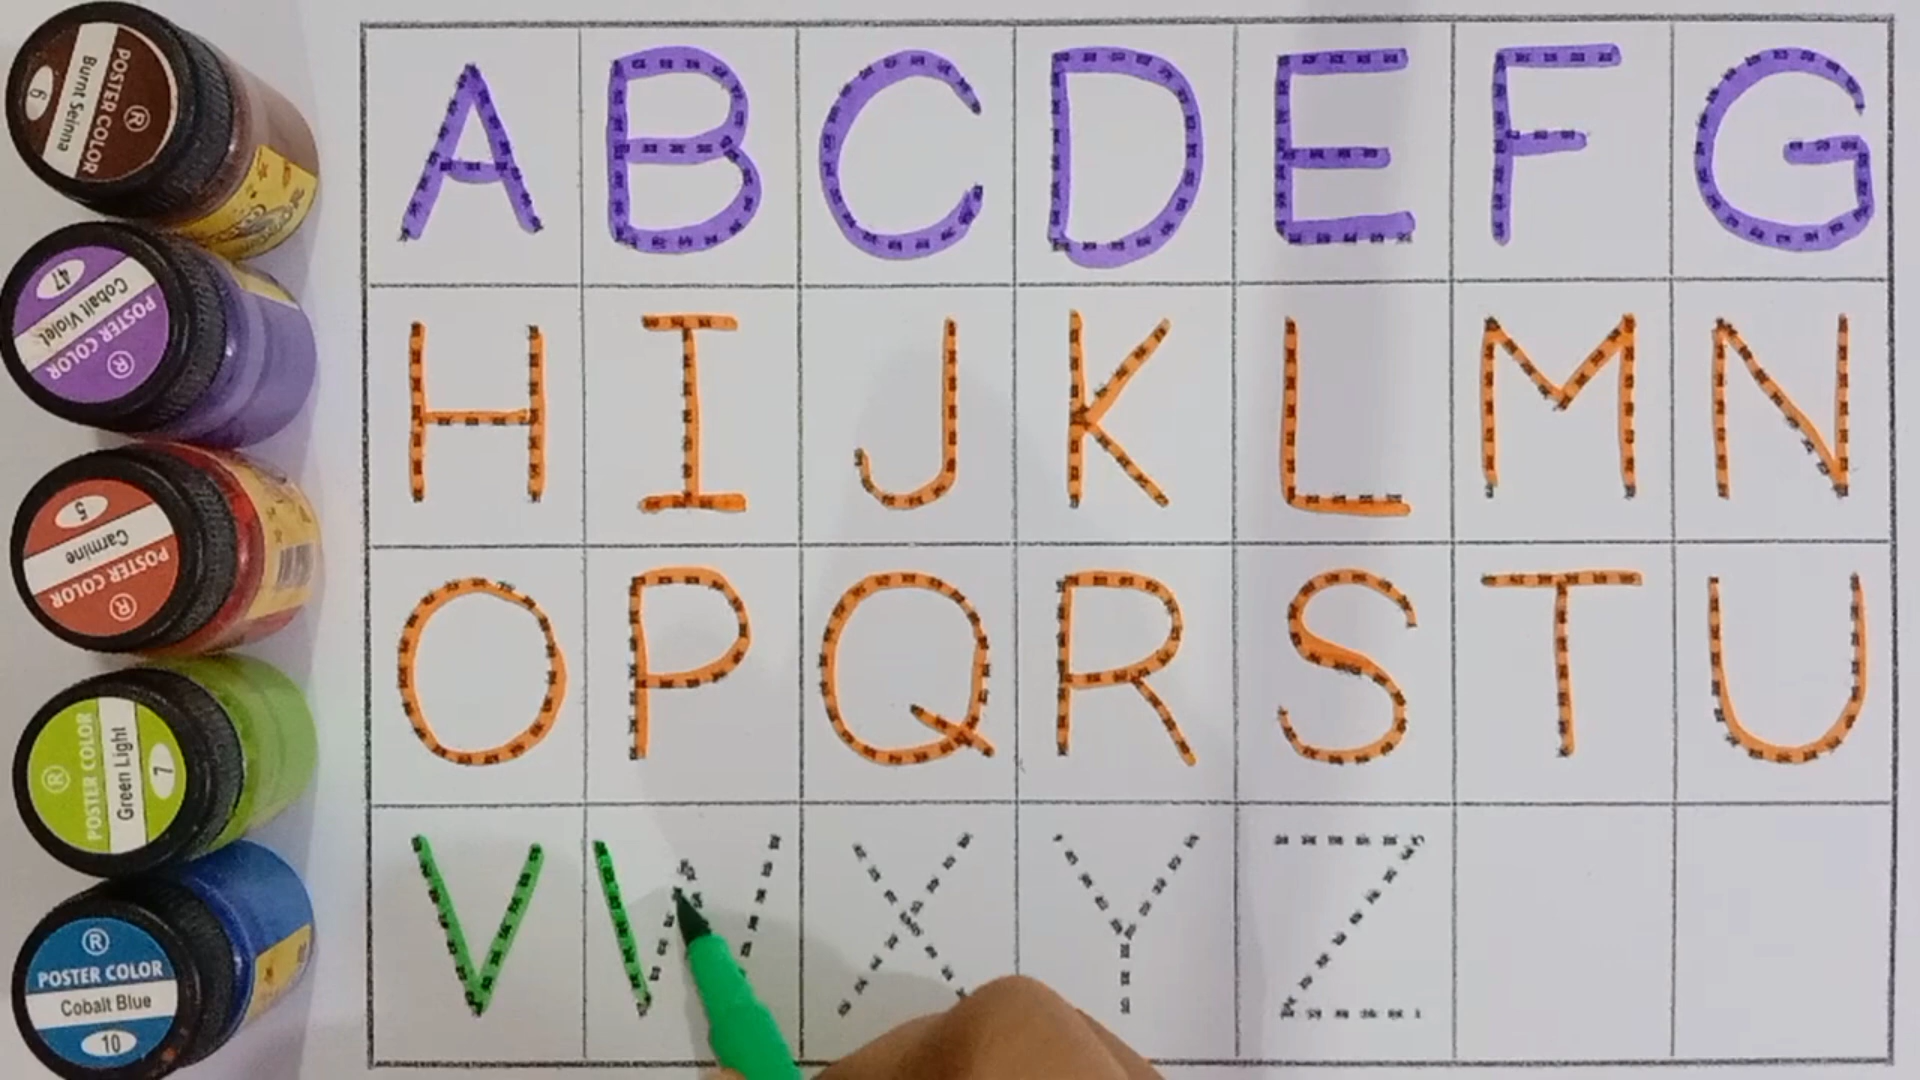 POSTER COLOR
Burnt Seinna
6
®
47
Cobalt Violet
POSTER COLOR
®
5
Carmine
POSTER COLOR
®
®
POSTER COLOR
Green Light
7
®
POSTER COLOR
Cobalt Blue
10
A B C D E F G
H I J K L M N
O P Q R S T U
V W X Y Z